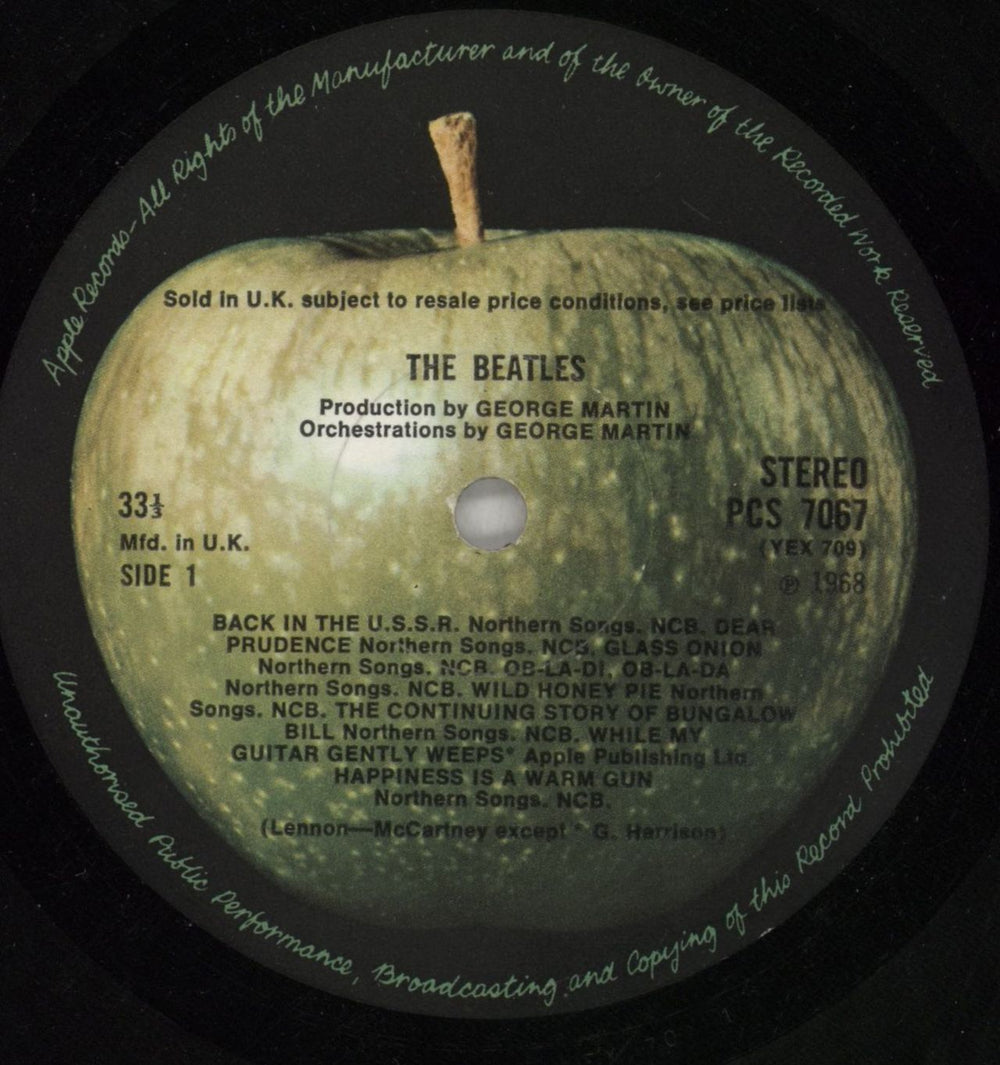 Apple Records—All Rights of the Manufacturer and of the Owner of the Recorded Work Reserved
Sold in U.K. subject to resale price conditions, see price lists
THE BEATLES
Production by GEORGE MARTIN
Orchestrations by GEORGE MARTIN
33⅓
Mfd. in U.K.
SIDE 1
STEREO
PCS 7067
(YEX 709)
℗ 1968
BACK IN THE U.S.S.R. Northern Songs. NCB. DEAR
PRUDENCE Northern Songs. NCB. GLASS ONION
Northern Songs. NCB. OB-LA-DI, OB-LA-DA
Northern Songs. NCB. WILD HONEY PIE Northern
Songs. NCB. THE CONTINUING STORY OF BUNGALOW
BILL Northern Songs. NCB. WHILE MY
GUITAR GENTLY WEEPS* Apple Publishing Ltd.
HAPPINESS IS A WARM GUN
Northern Songs. NCB.
(Lennon—McCartney except * G. Harrison)
Unauthorised Public Performance, Broadcasting and Copying of this Record Prohibited